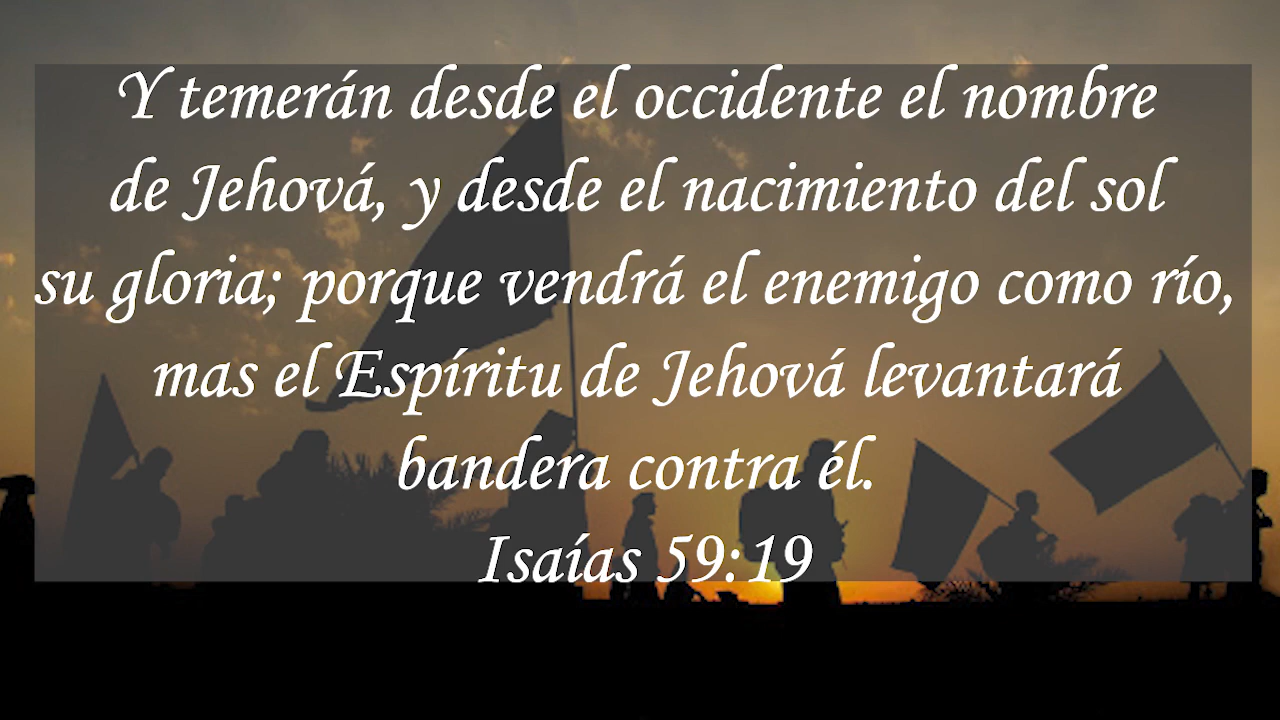 Y temerán desde el occidente el nombre
de Jehová, y desde el nacimiento del sol
su gloria; porque vendrá el enemigo como río,
mas el Espíritu de Jehová levantará
bandera contra él.
Isaías 59:19